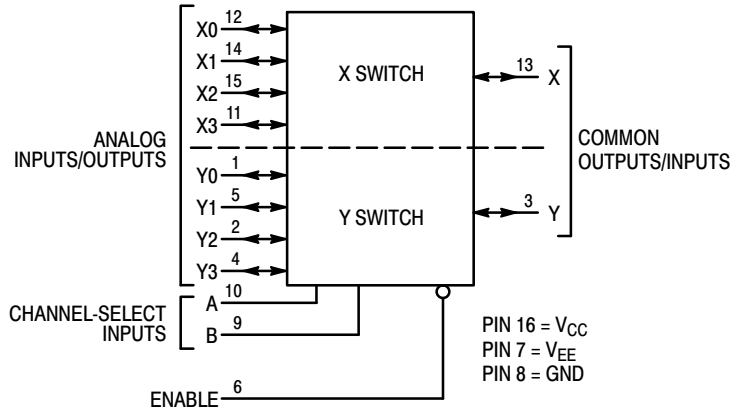 X0 12
X1 14
X2 15
X3 11
X SWITCH
13 X
ANALOG
INPUTS/OUTPUTS
COMMON
OUTPUTS/INPUTS
Y0 1
Y1 5
Y2 2
Y3 4
Y SWITCH
3 Y
CHANNEL-SELECT
INPUTS
A 10
B 9
PIN 16 = VCC
PIN 7 = VEE
PIN 8 = GND
ENABLE 6